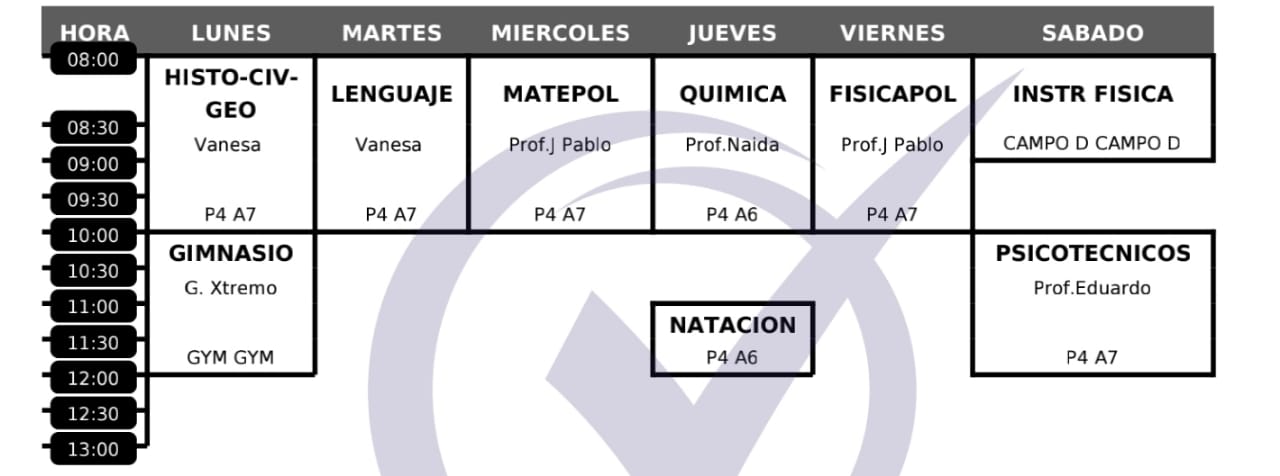 HORA LUNES MARTES MIERCOLES JUEVES VIERNES SABADO
08:00
HISTO-CIV-
GEO
Vanesa
P4 A7
LENGUAJE
Vanesa
P4 A7
MATEPOL
Prof.J Pablo
P4 A7
QUIMICA
Prof.Naida
P4 A6
FISICAPOL
Prof.J Pablo
P4 A7
INSTR FISICA
CAMPO D CAMPO D
08:30
09:00
09:30
10:00
GIMNASIO
G. Xtremo
GYM GYM
PSICOTECNICOS
Prof.Eduardo
P4 A7
10:30
11:00
NATACION
P4 A6
11:30
12:00
12:30
13:00